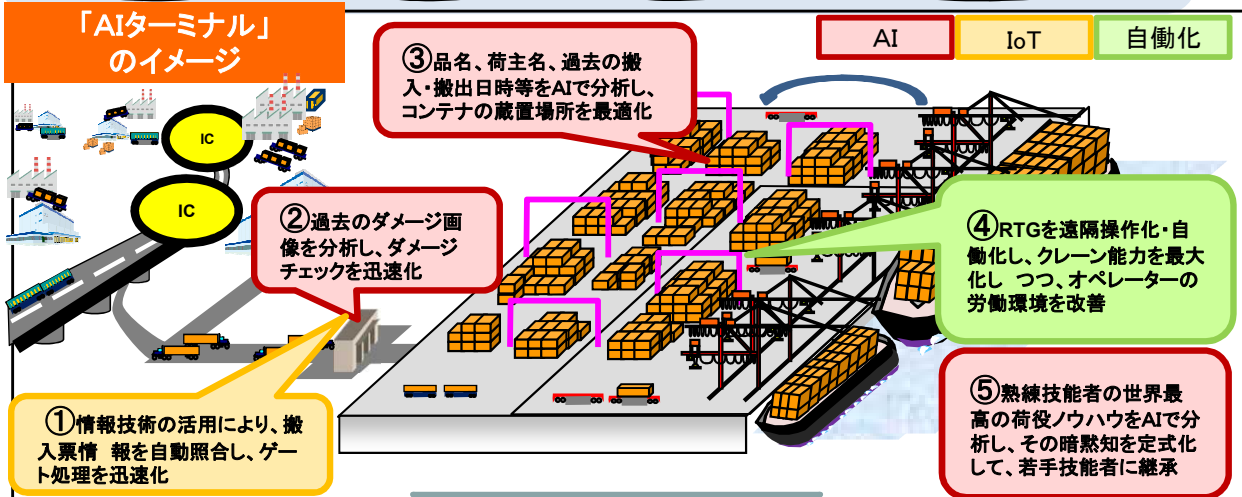 「AIターミナル」
のイメージ
AI
IoT
自働化
③品名、荷主名、過去の搬
入・搬出日時等をAIで分析し、
コンテナの蔵置場所を最適化
IC
IC
②過去のダメージ画
像を分析し、ダメージ
チェックを迅速化
④RTGを遠隔操作化・自
働化し、クレーン能力を最大
化し つつ、オペレーターの
労働環境を改善
①情報技術の活用により、搬
入票情 報を自動照合し、ゲー
ト処理を迅速化
⑤熟練技能者の世界最
高の荷役ノウハウをAIで分
析し、その暗黙知を定式化
して、若手技能者に継承